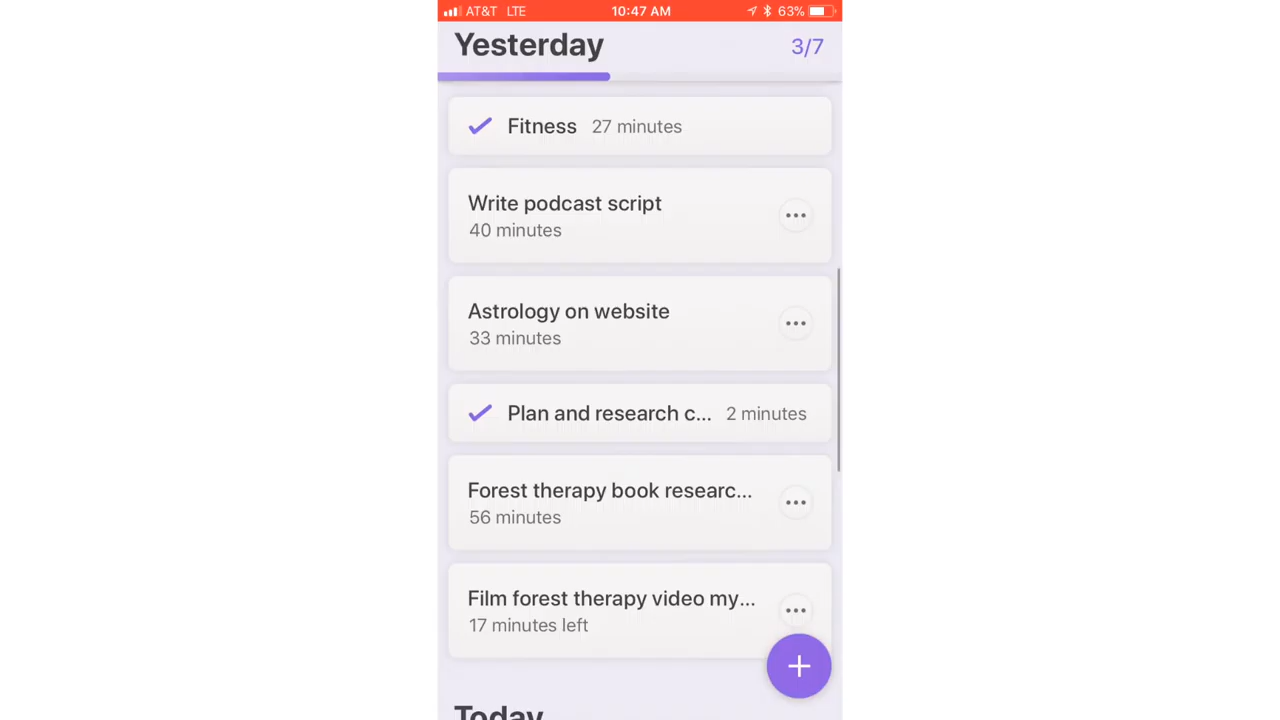 AT&T LTE 10:47 AM 63%
Yesterday 3/7
Fitness 27 minutes
Write podcast script
40 minutes
Astrology on website
33 minutes
Plan and research c... 2 minutes
Forest therapy book researc...
56 minutes
Film forest therapy video my...
17 minutes left
Today